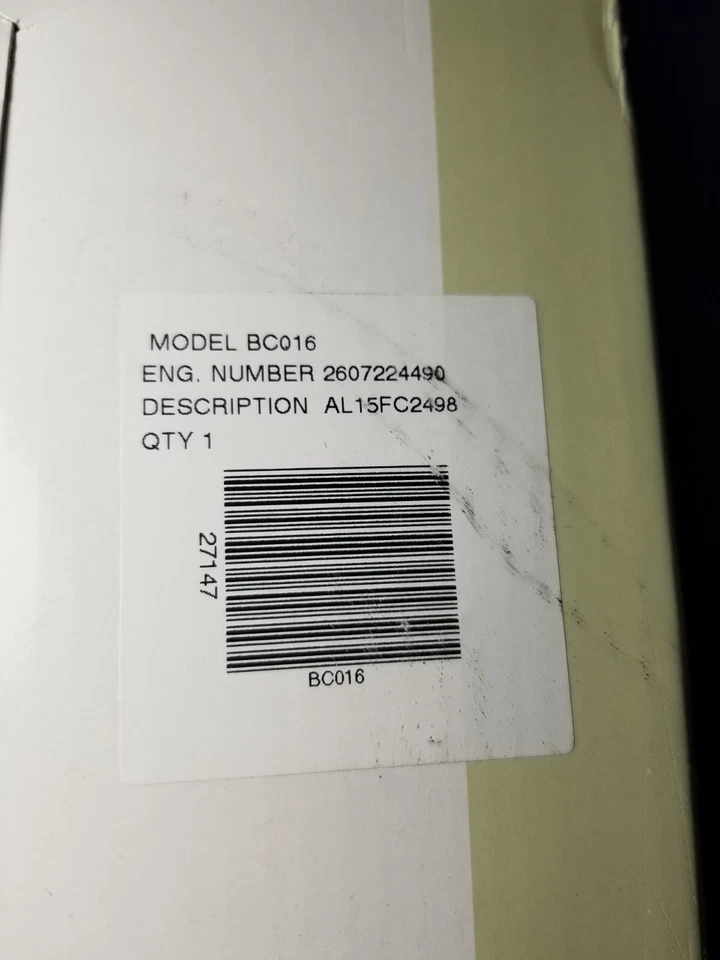 MODEL BC016
ENG. NUMBER 2607224490
DESCRIPTION AL15FC2498
QTY 1
27147
BC016